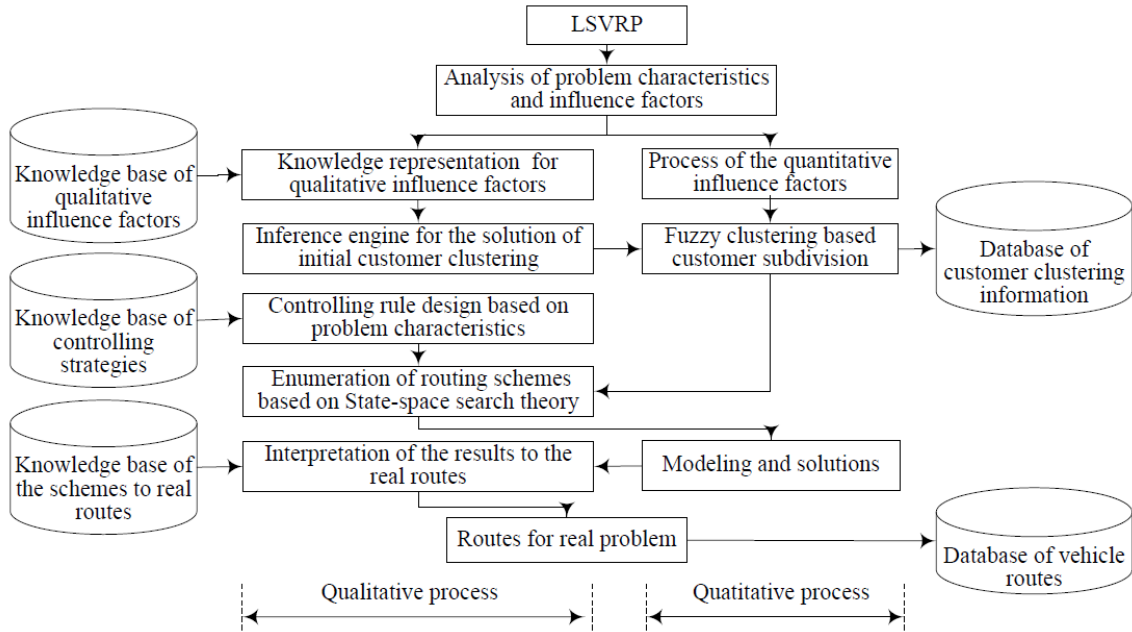 LSVRP
Analysis of problem characteristics
and influence factors
Knowledge base of
qualitative
influence factors
Knowledge representation for
qualitative influence factors
Process of the quantitative
influence factors
Inference engine for the solution of
initial customer clustering
Fuzzy clustering based
customer subdivision
Database of
customer clustering
information
Knowledge base of
controlling
strategies
Controlling rule design based on
problem characteristics
Enumeration of routing schemes
based on State-space search theory
Knowledge base of
the schemes to real
routes
Interpretation of the results to the
real routes
Modeling and solutions
Routes for real problem
Database of vehicle
routes
Qualitative process
Quatitative process